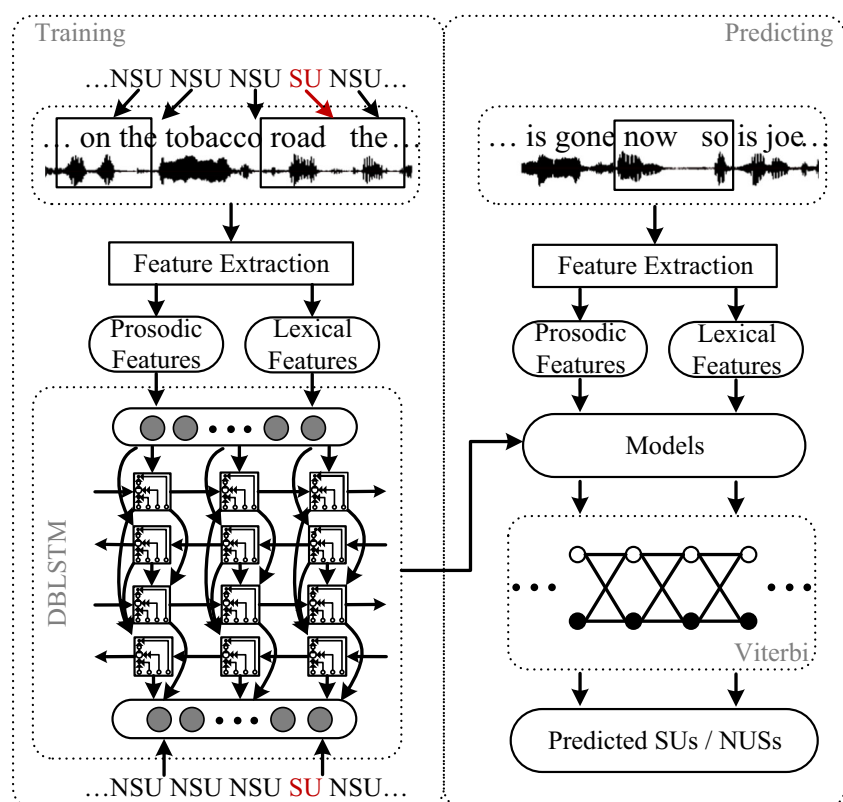 Training
…NSU NSU NSU SU NSU…
… on the tobacco road the …
Feature Extraction
Prosodic Features
Lexical Features
DBLSTM
…NSU NSU NSU SU NSU…
Predicting
… is gone now so is joe…
Feature Extraction
Prosodic Features
Lexical Features
Models
Viterbi
Predicted SUs / NUSs